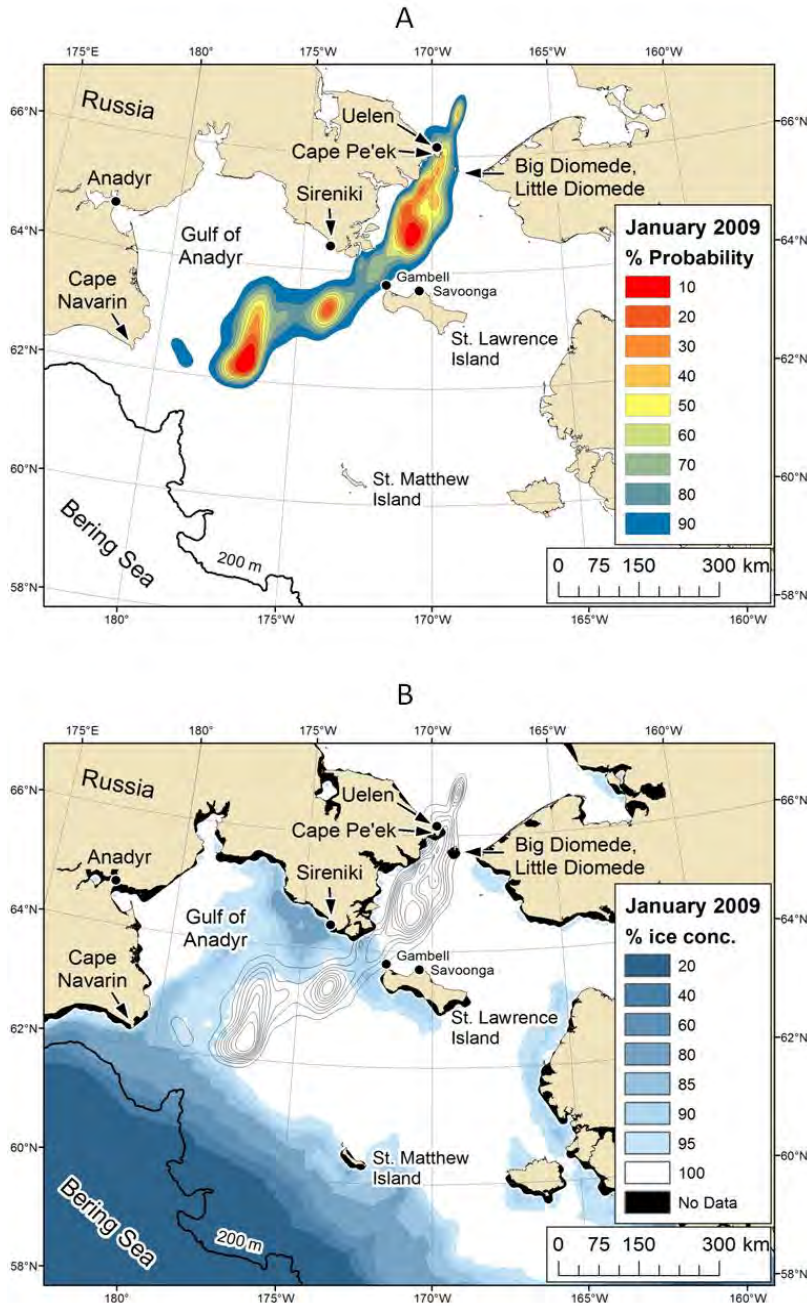 A
175°E
180°
175°W
170°W
165°W
160°W
66°N
66°N
Russia
Uelen
Cape Pe'ek
Big Diomede,
Little Diomede
Anadyr
Sireniki
64°N
64°N
Gulf of
Anadyr
Cape
Navarin
Gambell
Savoonga
St. Lawrence
Island
62°N
62°N
January 2009
% Probability
10
20
30
40
50
60
70
80
90
60°N
60°N
St. Matthew
Island
Bering Sea
200 m
0 75 150 300 km
58°N
58°N
180°
175°W
170°W
165°W
160°W
B
175°E
180°
175°W
170°W
165°W
160°W
66°N
66°N
Russia
Uelen
Cape Pe'ek
Big Diomede,
Little Diomede
Anadyr
Sireniki
64°N
64°N
Gulf of
Anadyr
Cape
Navarin
Gambell
Savoonga
St. Lawrence
Island
62°N
62°N
January 2009
% ice conc.
20
40
60
80
85
90
95
100
No Data
60°N
60°N
St. Matthew
Island
Bering Sea
200 m
0 75 150 300 km
58°N
58°N
180°
175°W
170°W
165°W
160°W